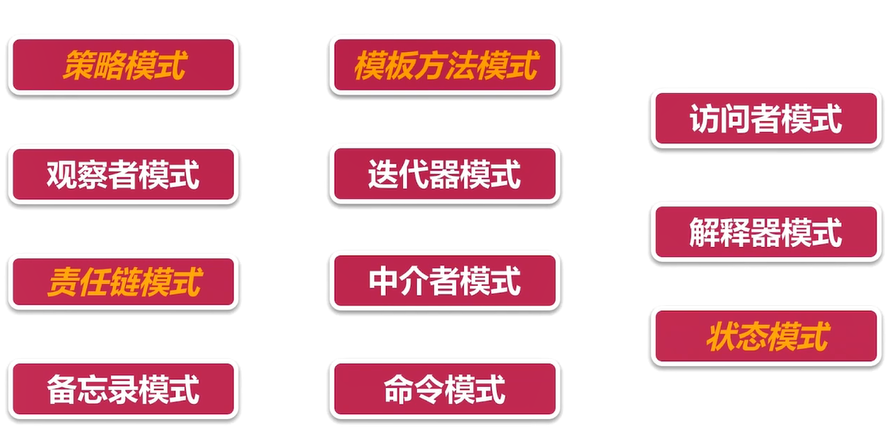 策略模式
观察者模式
责任链模式
备忘录模式
模板方法模式
迭代器模式
中介者模式
命令模式
访问者模式
解释器模式
状态模式